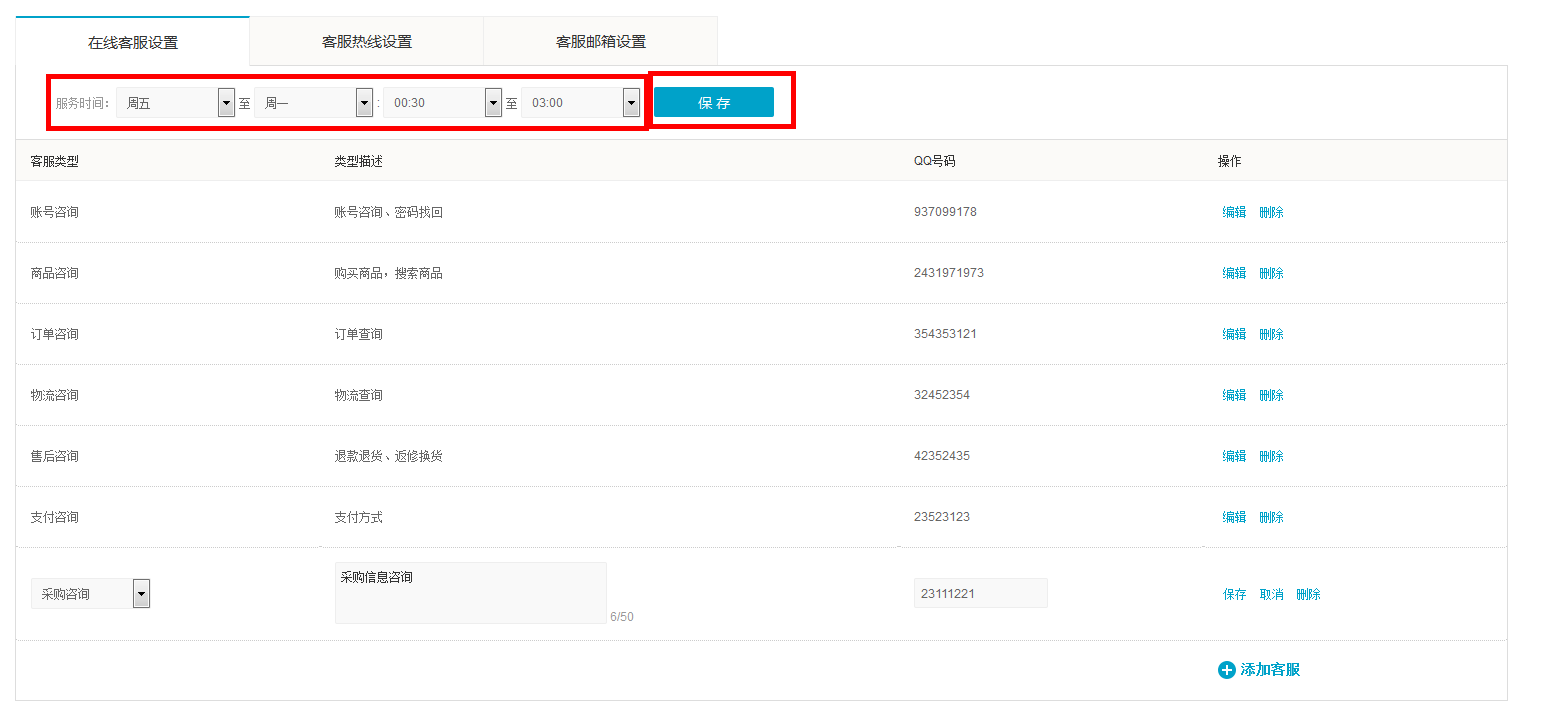 在线客服设置 客服热线设置 客服邮箱设置
服务时间： 周五 至 周一 : 00:30 至 03:00 保存
客服类型 类型描述 QQ号码 操作
账号咨询 账号咨询、密码找回 937099178 编辑 删除
商品咨询 购买商品，搜索商品 2431971973 编辑 删除
订单咨询 订单查询 354353121 编辑 删除
物流咨询 物流查询 32452354 编辑 删除
售后咨询 退款退货、返修换货 42352435 编辑 删除
支付咨询 支付方式 23523123 编辑 删除
采购咨询 采购信息咨询 6/50 23111221 保存 取消 删除
添加客服